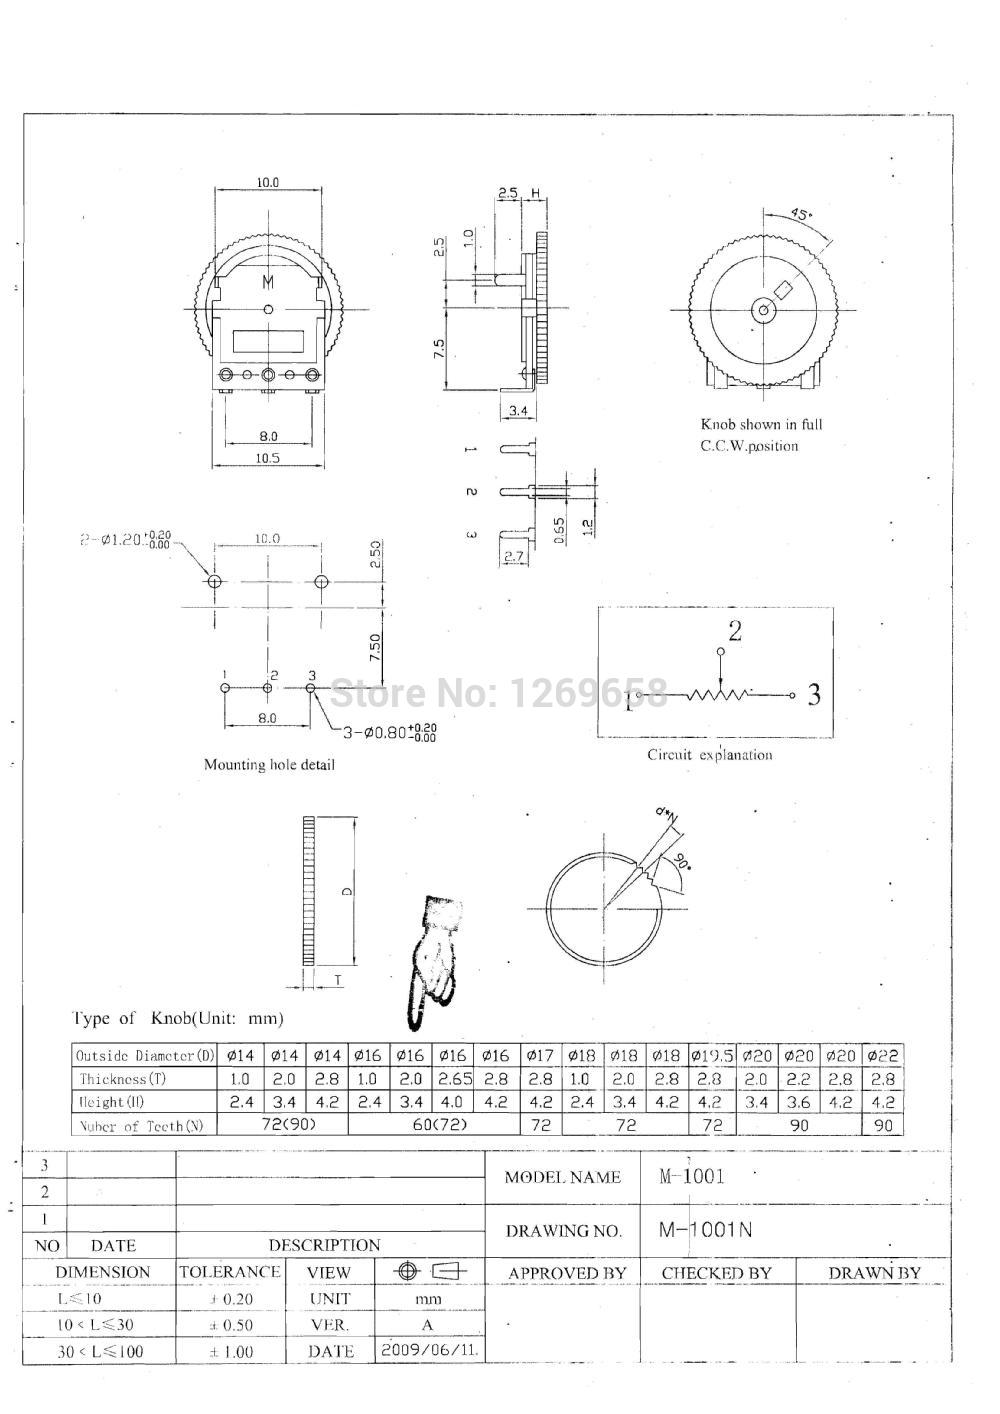 10.0
M
8.0
10.5
2.5 H
2.5
1.0
7.5
3.4
1
2
3
0.65
1.2
2.7
45°
Knob shown in full
C.C.W.position
2-Ø1.20+0.20
-0.00
10.0
2.50
7.50
1 2 3
8.0
3-Ø0.80+0.20
-0.00
Mounting hole detail
Store No: 1269658
2
1 3
Circuit explanation
D
T
d*N
90°
Type of Knob(Unit: mm)
Outside Diameter(D) Ø14 Ø14 Ø14 Ø16 Ø16 Ø16 Ø16 Ø17 Ø18 Ø18 Ø18 Ø19.5 Ø20 Ø20 Ø20 Ø22
Thickness(T) 1.0 2.0 2.8 1.0 2.0 2.65 2.8 2.8 1.0 2.0 2.8 2.8 2.0 2.2 2.8 2.8
Height(H) 2.4 3.4 4.2 2.4 3.4 4.0 4.2 4.2 2.4 3.4 4.2 4.2 3.4 3.6 4.2 4.2
Nuber of Teeth(N) 72(90) 60(72) 72 72 72 90 90
3
2
1
NO DATE DESCRIPTION
MODEL NAME M-1001
DRAWING NO. M-1001N
DIMENSION TOLERANCE VIEW
APPROVED BY CHECKED BY DRAWN BY
L≤10 ±0.20 UNIT mm
10<L≤30 ±0.50 VER. A
30<L≤100 ±1.00 DATE 2009/06/11.